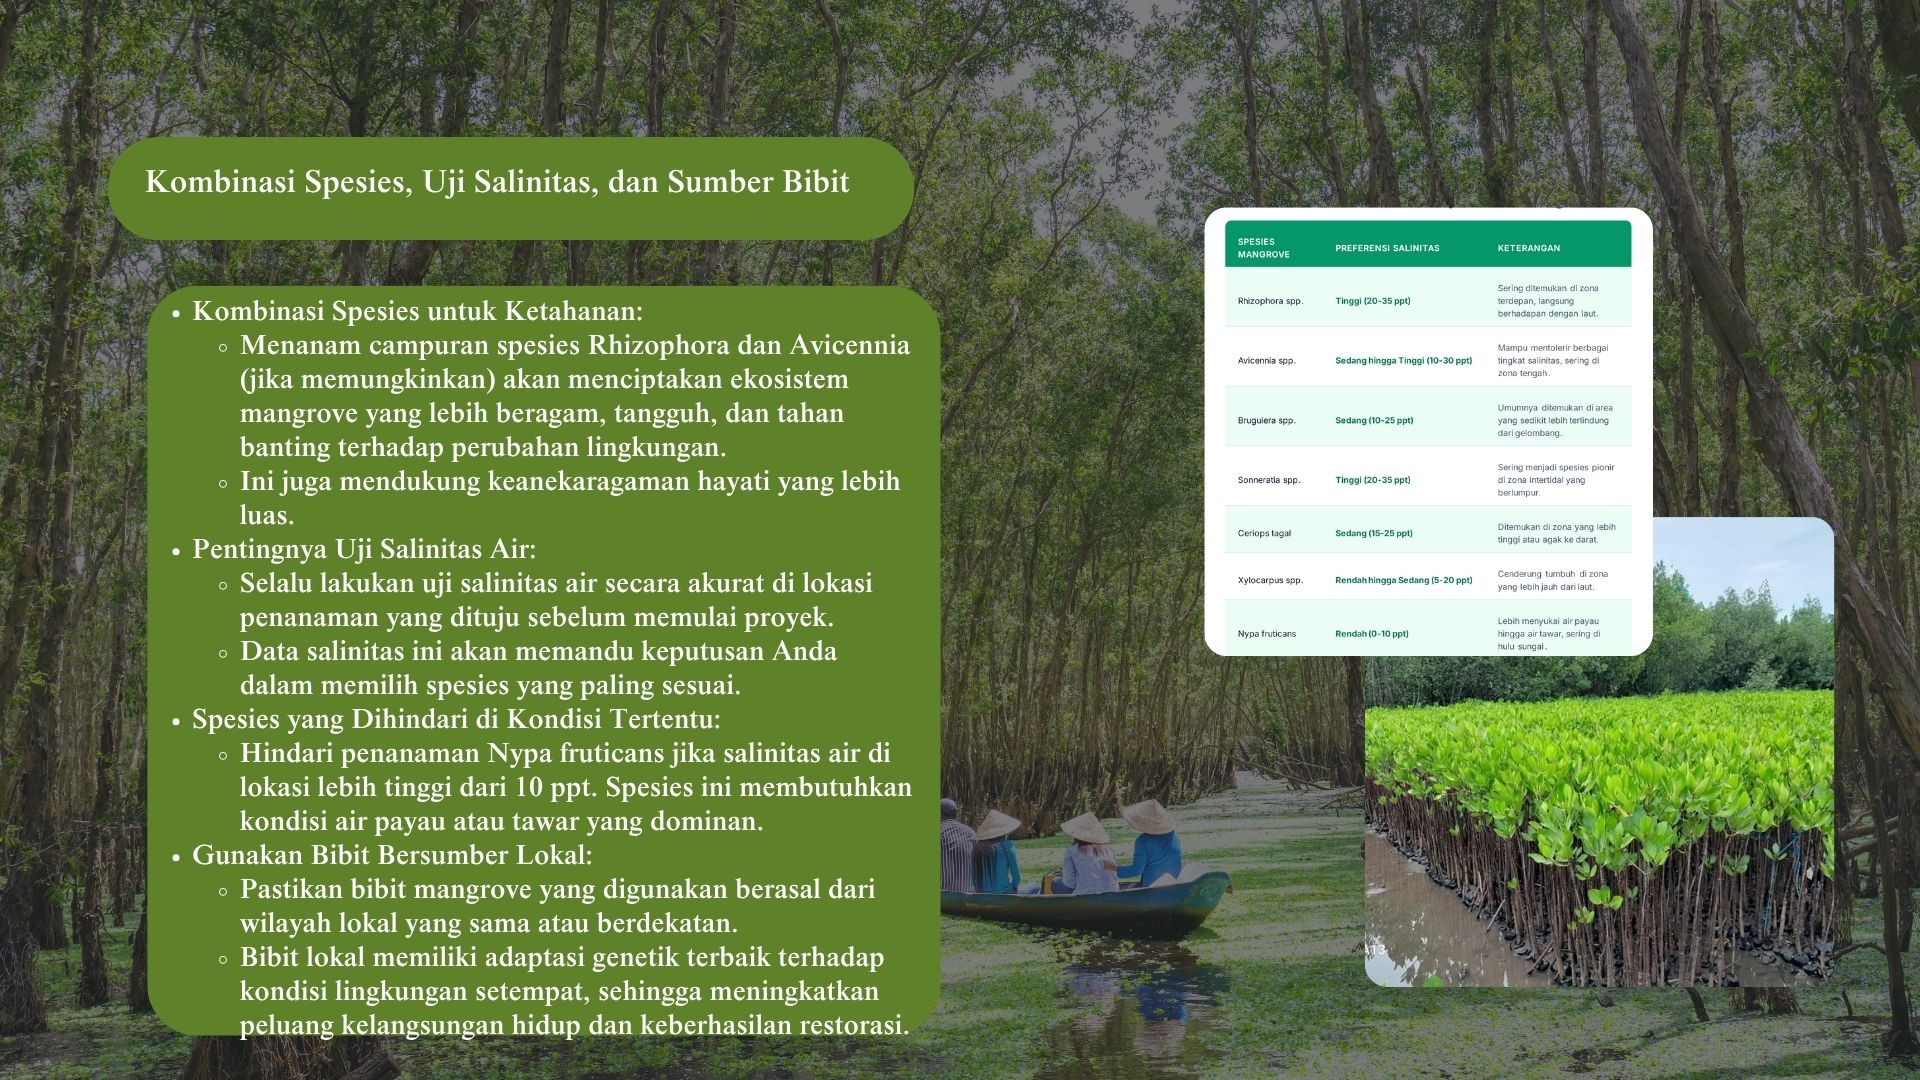 Kombinasi Spesies, Uji Salinitas, dan Sumber Bibit
• Kombinasi Spesies untuk Ketahanan:
◦ Menanam campuran spesies Rhizophora dan Avicennia
(jika memungkinkan) akan menciptakan ekosistem
mangrove yang lebih beragam, tangguh, dan tahan
banting terhadap perubahan lingkungan.
◦ Ini juga mendukung keanekaragaman hayati yang lebih
luas.
• Pentingnya Uji Salinitas Air:
◦ Selalu lakukan uji salinitas air secara akurat di lokasi
penanaman yang dituju sebelum memulai proyek.
◦ Data salinitas ini akan memandu keputusan Anda
dalam memilih spesies yang paling sesuai.
• Spesies yang Dihindari di Kondisi Tertentu:
◦ Hindari penanaman Nypa fruticans jika salinitas air di
lokasi lebih tinggi dari 10 ppt. Spesies ini membutuhkan
kondisi air payau atau tawar yang dominan.
• Gunakan Bibit Bersumber Lokal:
◦ Pastikan bibit mangrove yang digunakan berasal dari
wilayah lokal yang sama atau berdekatan.
◦ Bibit lokal memiliki adaptasi genetik terbaik terhadap
kondisi lingkungan setempat, sehingga meningkatkan
peluang kelangsungan hidup dan keberhasilan restorasi.
SPESIES
MANGROVE
PREFERENSI SALINITAS
KETERANGAN
Rhizophora spp.
Tinggi (20-35 ppt)
Sering ditemukan di zona
terdepan, langsung
berhadapan dengan laut.
Avicennia spp.
Sedang hingga Tinggi (10-30 ppt)
Mampu mentolerir berbagai
tingkat salinitas, sering di
zona tengah.
Bruguiera spp.
Sedang (10-25 ppt)
Umumnya ditemukan di area
yang sedikit lebih terlindung
dari gelombang.
Sonneratia spp.
Tinggi (20-35 ppt)
Sering menjadi spesies pionir
di zona intertidal yang
berlumpur.
Ceriops tagal
Sedang (15-25 ppt)
Ditemukan di zona yang lebih
tinggi atau agak ke darat.
Xylocarpus spp.
Rendah hingga Sedang (5-20 ppt)
Cenderung tumbuh di zona
yang lebih jauh dari laut.
Nypa fruticans
Rendah (0-10 ppt)
Lebih menyukai air payau
hingga air tawar, sering di
hulu sungai.